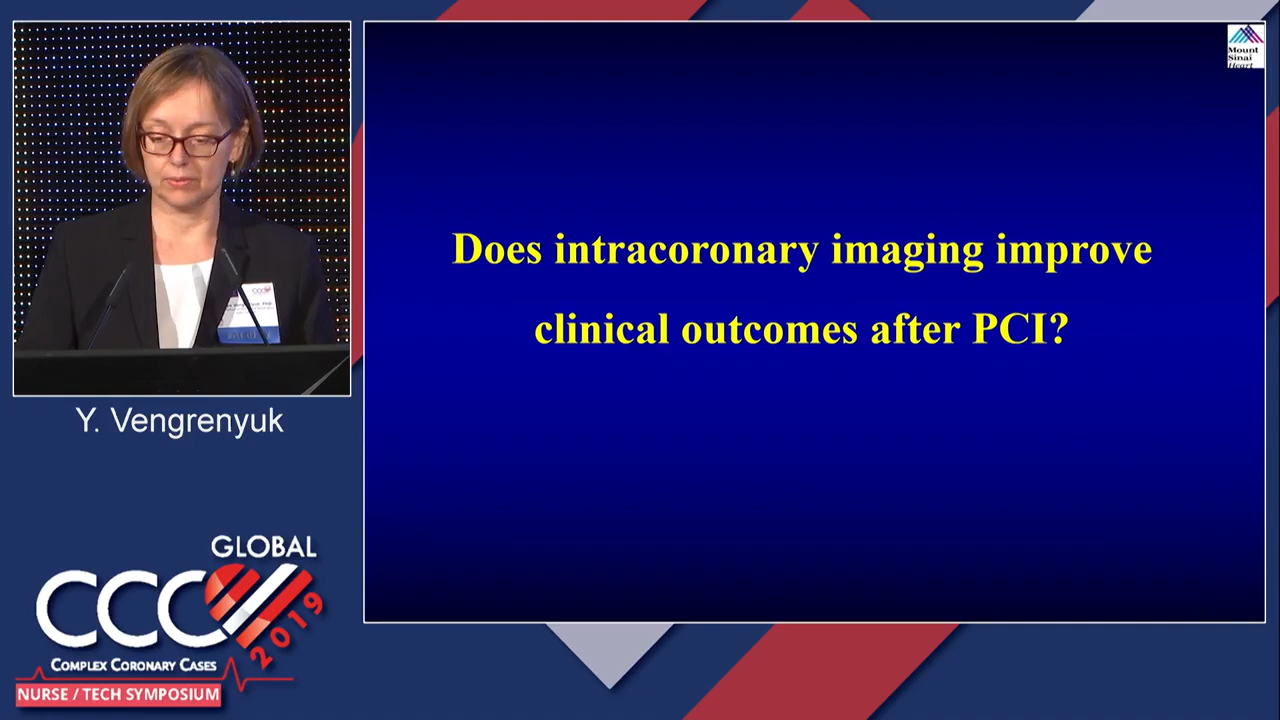 Mount
Sinai
Heart
Does intracoronary imaging improve
clinical outcomes after PCI?
Y. Vengrenyuk
GLOBAL
CCC
2019
COMPLEX CORONARY CASES
NURSE / TECH SYMPOSIUM